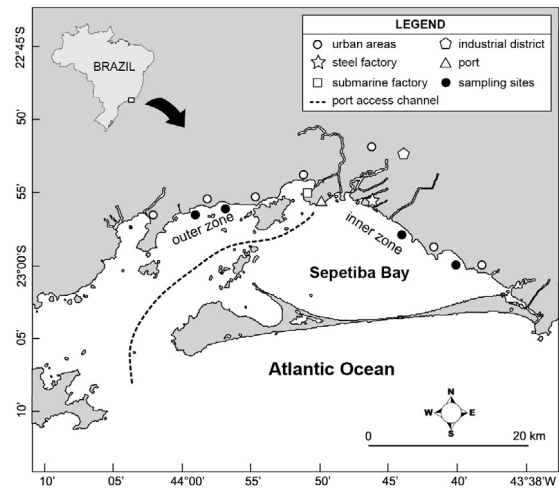 LEGEND
urban areas
industrial district
steel factory
port
submarine factory
sampling sites
port access channel
BRAZIL
22°45'S
50'
55'
23°00'S
05'
10'
outer zone
inner zone
Sepetiba Bay
Atlantic Ocean
N
W E
S
0 20 km
10' 05' 44°00' 55' 50' 45' 40' 43°38'W